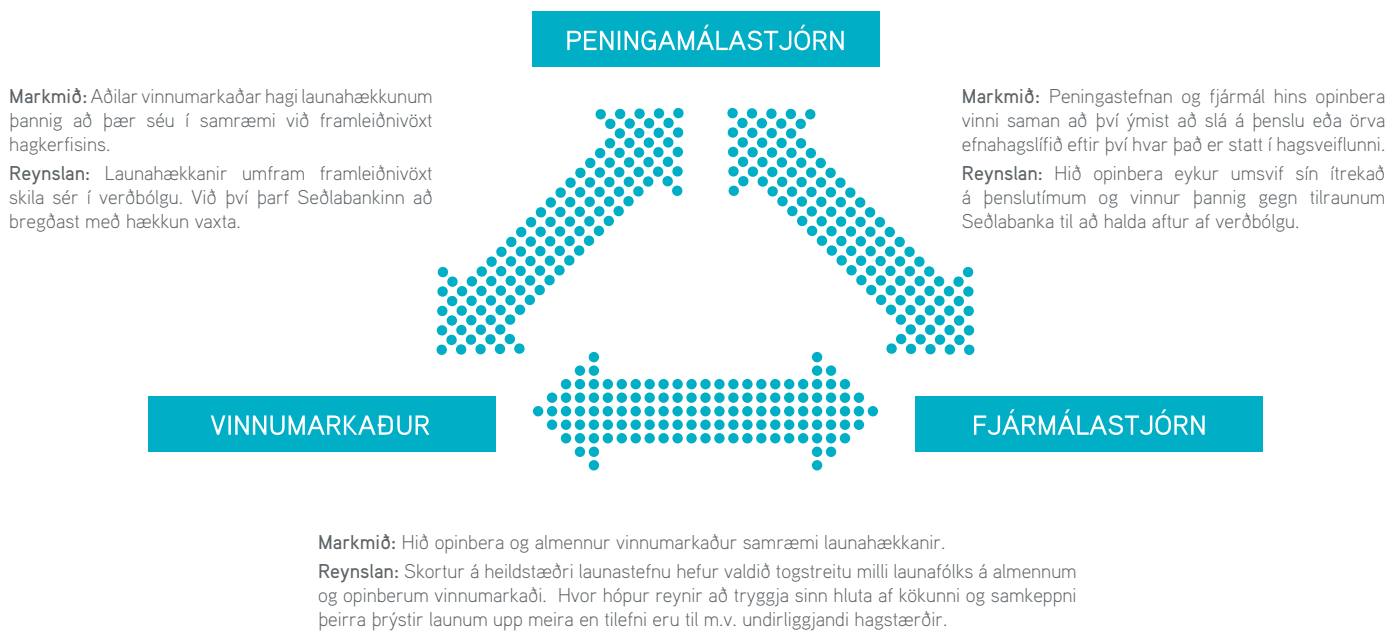 PENINGAMÁLASTJÓRN
Markmið: Aðilar vinnumarkaðar hagi launahækkunum
þannig að þær séu í samræmi við framleiðnivöxt
hagkerfisins.
Reynslan: Launahækkanir umfram framleiðnivöxt
skila sér í verðbólgu. Við því þarf Seðlabankinn að
bregðast með hækkun vaxta.
Markmið: Peningastefnan og fjármál hins opinbera
vinni saman að því ýmist að slá á þenslu eða örva
efnahagslífið eftir því hvar það er statt í hagsveiflunni.
Reynslan: Hið opinbera eykur umsvif sín ítrekað
á þenslutímum og vinnur þannig gegn tilraunum
Seðlabanka til að halda aftur af verðbólgu.
VINNUMARKAÐUR
FJÁRMÁLASTJÓRN
Markmið: Hið opinbera og almennur vinnumarkaður samræmi launahækkanir.
Reynslan: Skortur á heildstæðri launastefnu hefur valdið togstreitu milli launafólks á almennum
og opinberum vinnumarkaði. Hvor hópur reynir að tryggja sinn hluta af kökunni og samkeppni
þeirra þrýstir launum upp meira en tilefni eru til m.v. undirliggjandi hagstærðir.